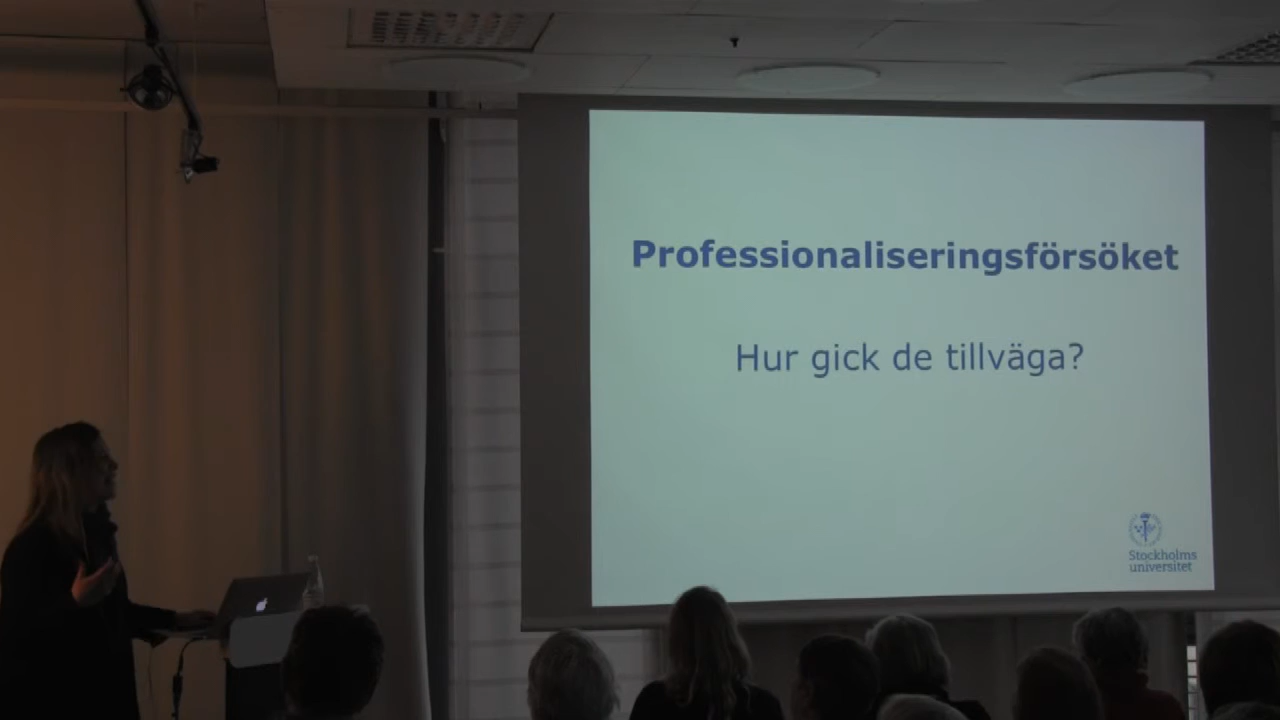 Professionaliseringsförsöket
Hur gick de tillväga?
Stockholms
universitet